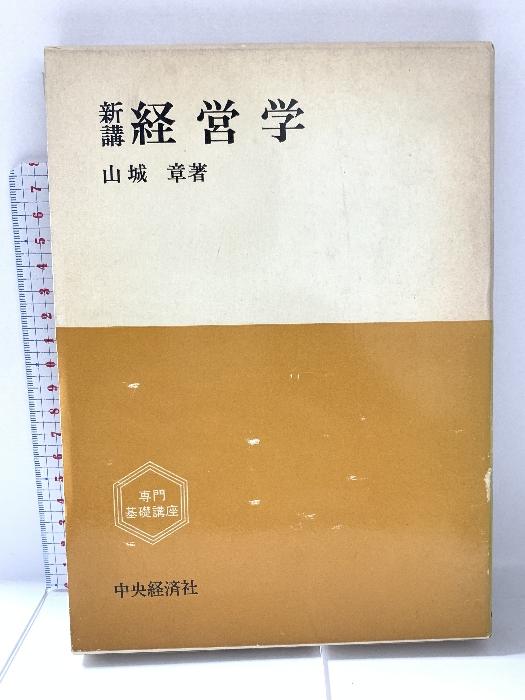 新講 経営学
山城 章著
専門
基礎講座
中央経済社